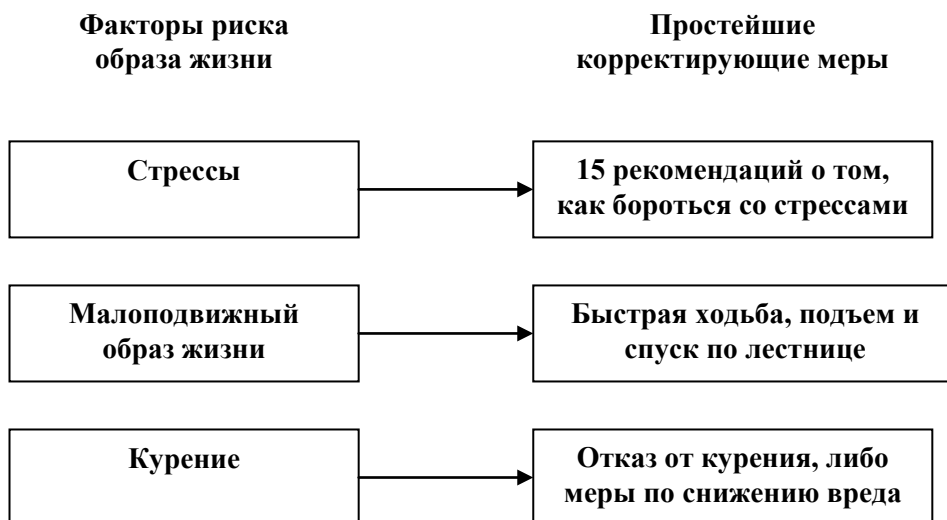 Факторы риска
образа жизни
Простейшие
корректирующие меры
Стрессы
15 рекомендаций о том,
как бороться со стрессами
Малоподвижный
образ жизни
Быстрая ходьба, подъем и
спуск по лестнице
Курение
Отказ от курения, либо
меры по снижению вреда